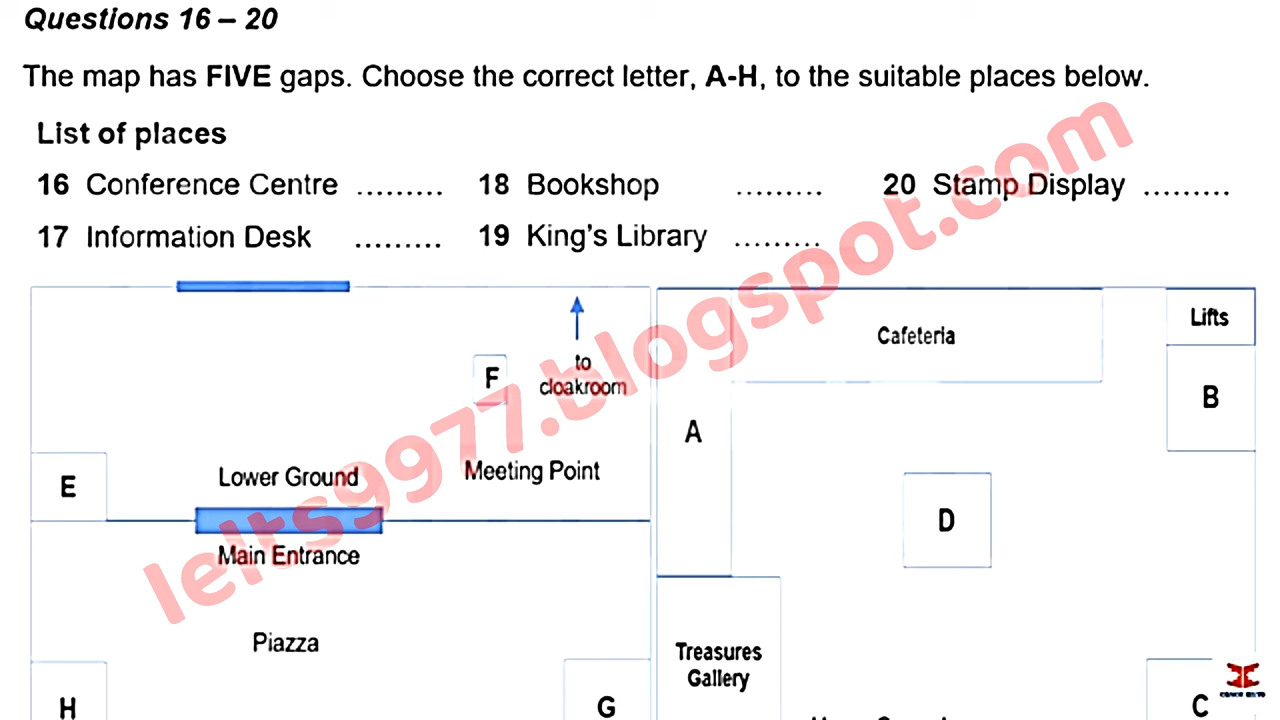 Questions 16 – 20
The map has FIVE gaps. Choose the correct letter, A-H, to the suitable places below.
List of places
16 Conference Centre ......... 18 Bookshop ......... 20 Stamp Display .........
17 Information Desk ......... 19 King's Library .........
Ielts9977.blogspot.com
to
cloakroom
F
E
Lower Ground
Meeting Point
Main Entrance
Piazza
H
G
Cafeteria
Lifts
B
A
D
Treasures
Gallery
C